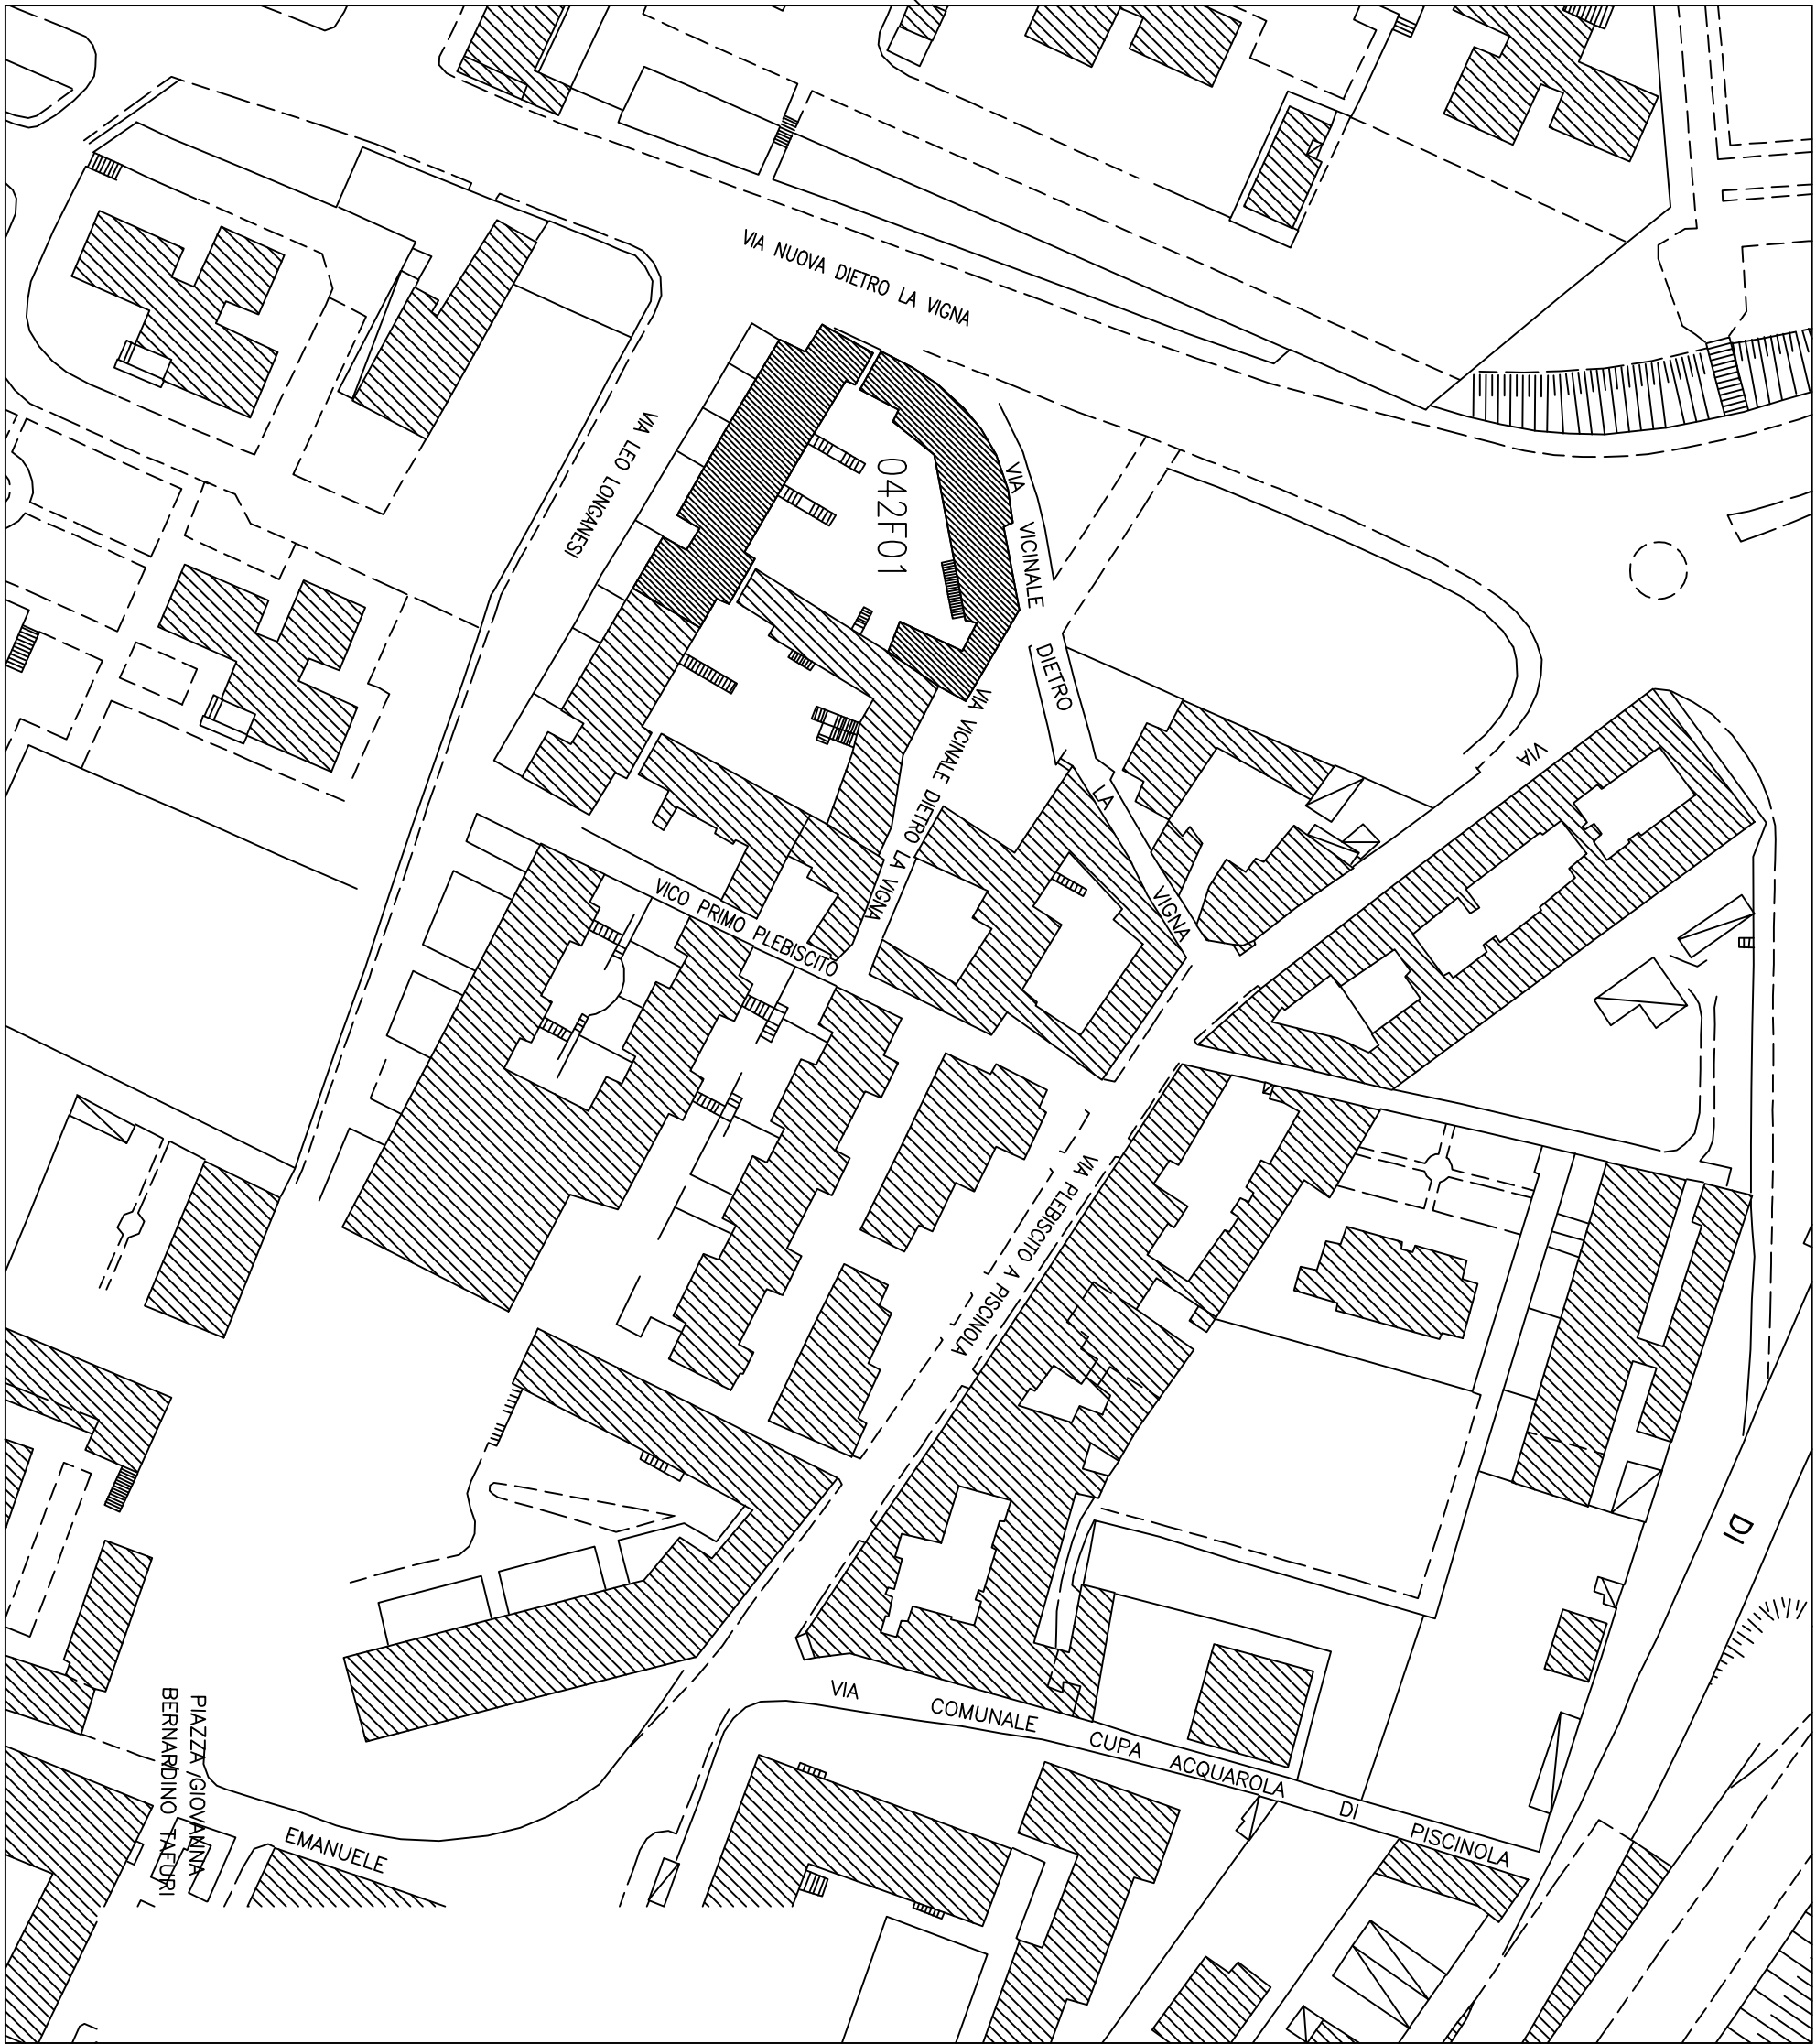 VIA NUOVA DIETRO LA VIGNA
VIA LEO LONGANESI
042F01
VIA VICINALE DIETRO LA VIGNA
VIA VICINALE DIETRO LA VIGNA
VIA
VICO PRIMO PLEBISCITO
VIA PLEBISCITO A PISCINOLA
DI
VIA COMUNALE CUPA ACQUAROLA DI PISCINOLA
PIAZZA GIOVANNA
BERNARDINO TAFURI
EMANUELE